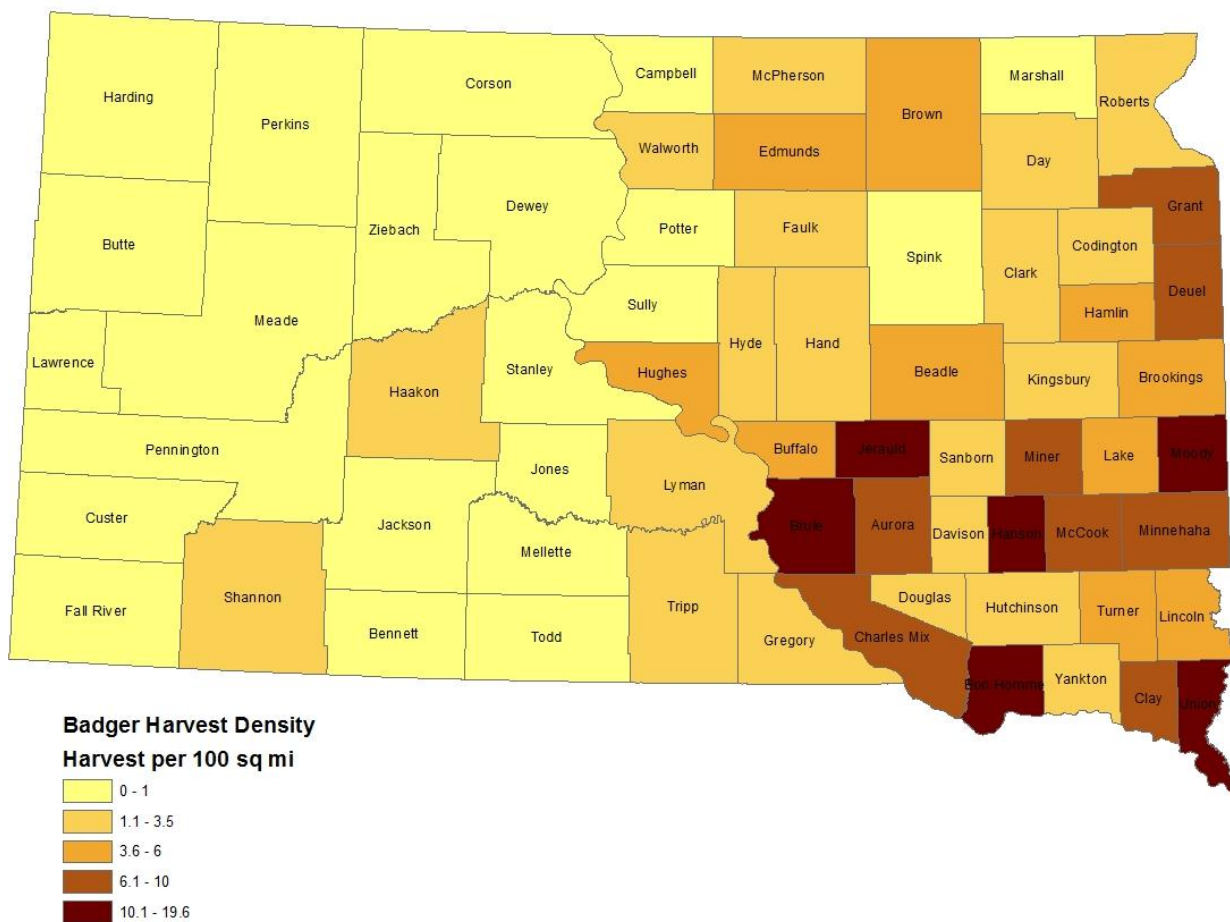 Harding
Perkins
Corson
Campbell
McPherson
Brown
Marshall
Roberts
Walworth
Edmunds
Day
Butte
Ziebach
Dewey
Potter
Faulk
Spink
Grant
Codington
Clark
Deuel
Meade
Sully
Hamlin
Lawrence
Haakon
Stanley
Hughes
Hyde
Hand
Beadle
Kingsbury
Brookings
Pennington
Jones
Buffalo
Jerauld
Sanborn
Miner
Lake
Moody
Lyman
Custer
Jackson
Mellette
Brule
Aurora
Davison
Hanson
McCook
Minnehaha
Fall River
Shannon
Bennett
Todd
Tripp
Gregory
Charles Mix
Douglas
Hutchinson
Turner
Lincoln
Bon Homme
Yankton
Clay
Union
Badger Harvest Density
Harvest per 100 sq mi
0 - 1
1.1 - 3.5
3.6 - 6
6.1 - 10
10.1 - 19.6